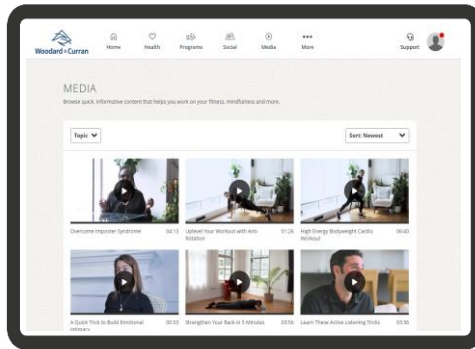 Woodard & Curran
Home
Health
Programs
Social
Media
More
Support
MEDIA
Browse quick, informative content that helps you work on your fitness, mindfulness and more.
Topic
Sort: Newest
Overcome Imposter Syndrome 04:13
Uplevel Your Workout with Anti-Rotation 01:26
High Energy Bodyweight Cardio Workout 06:40
A Quick Trick to Build Emotional Intimacy 00:53
Strengthen Your Back in 5 Minutes 03:56
Learn These Active Listening Tricks 03:36